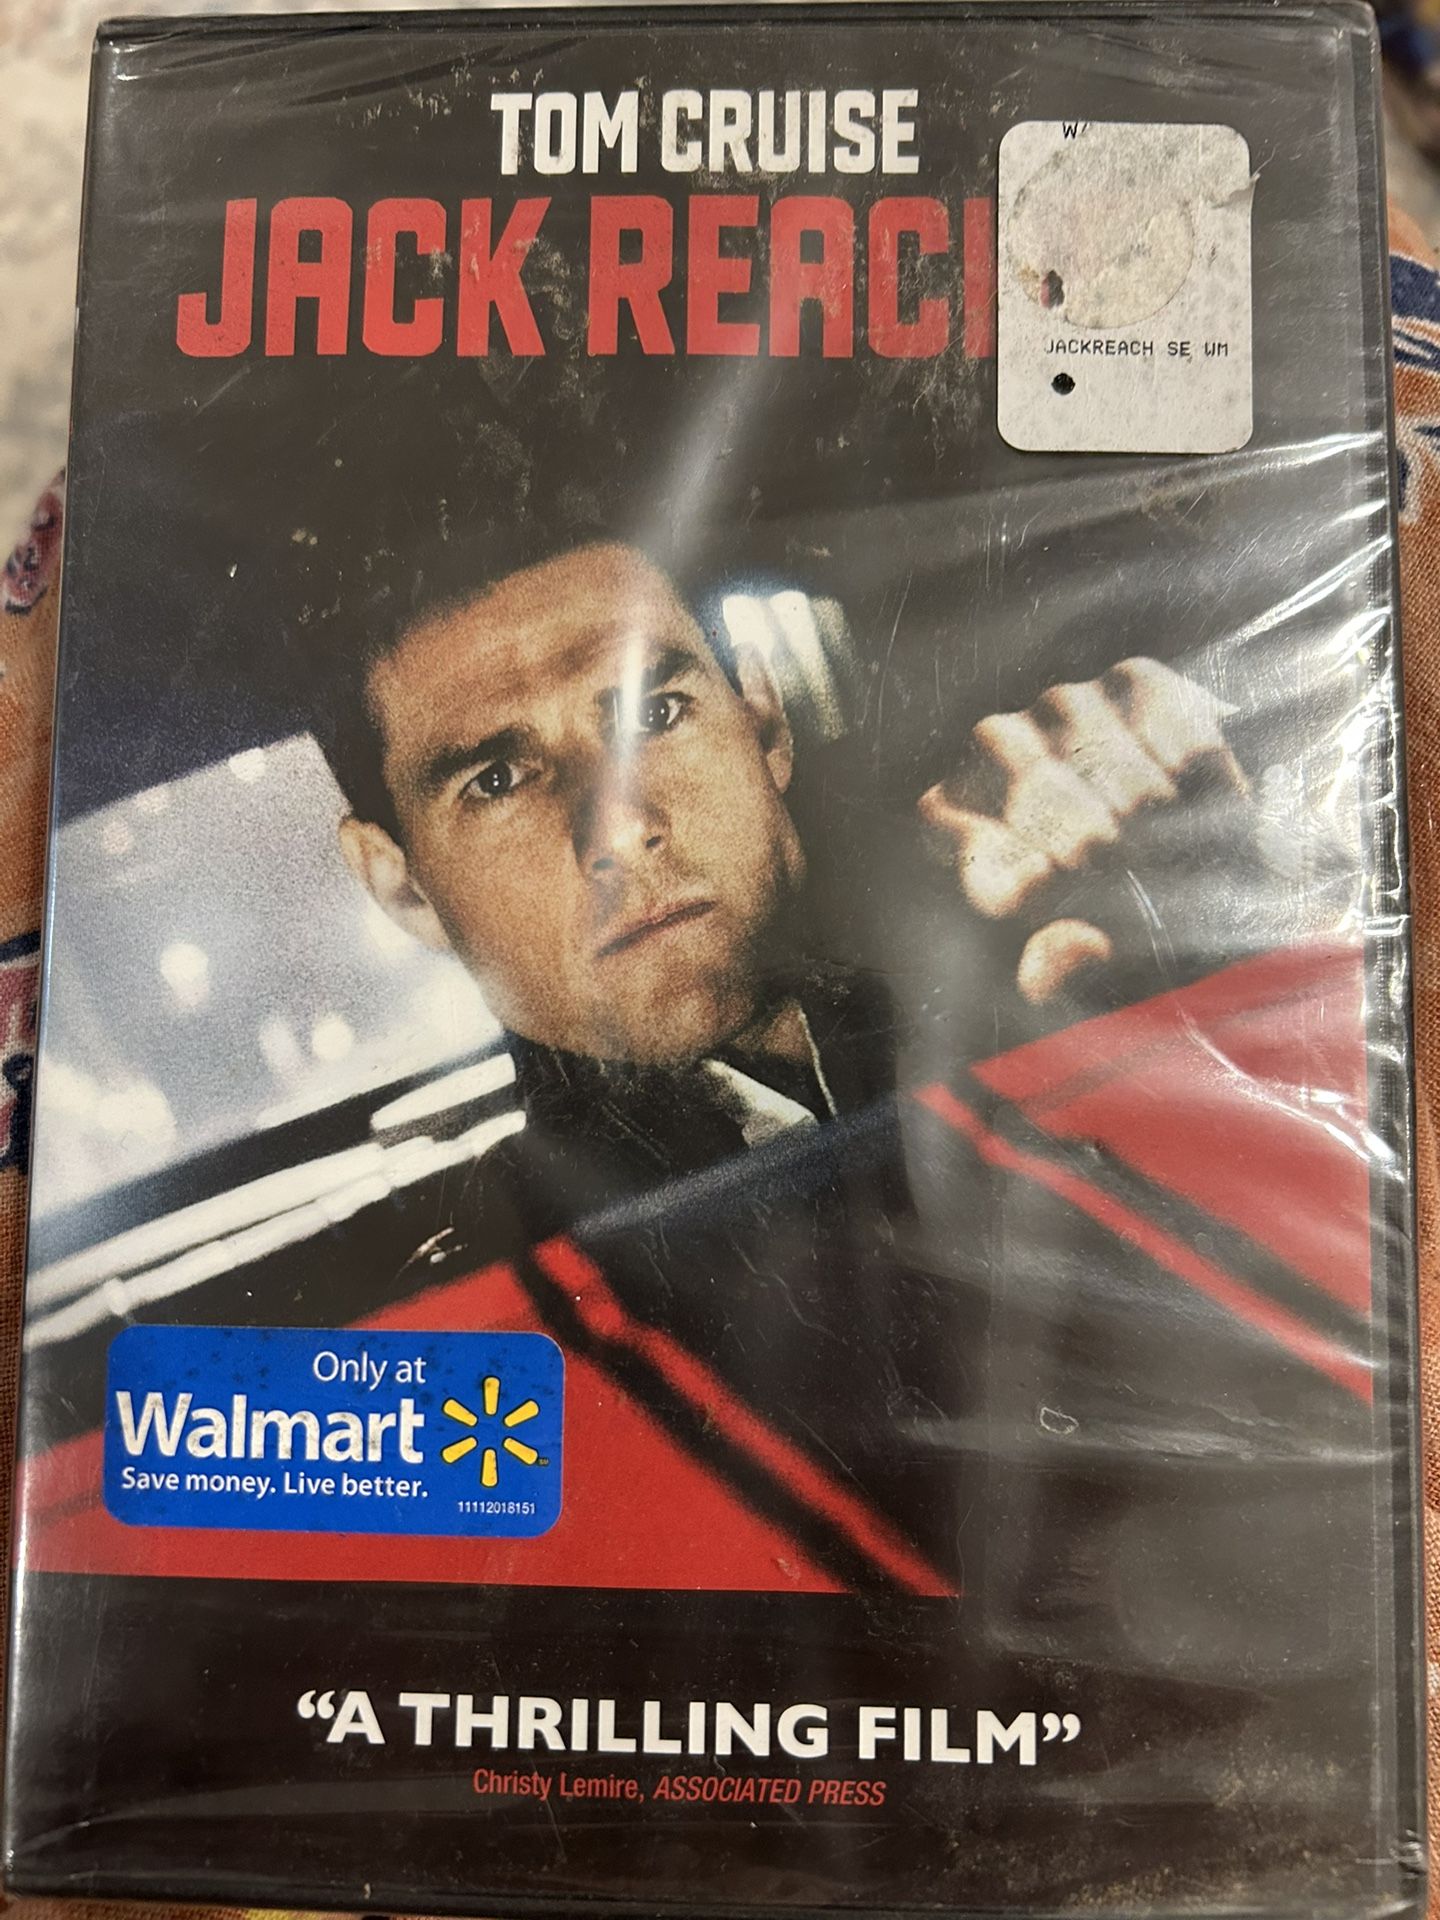 TOM CRUISE
JACK REACH
JACKREACH SE WM
Only at
Walmart
Save money. Live better.
11112018151
“A THRILLING FILM”
Christy Lemire, ASSOCIATED PRESS